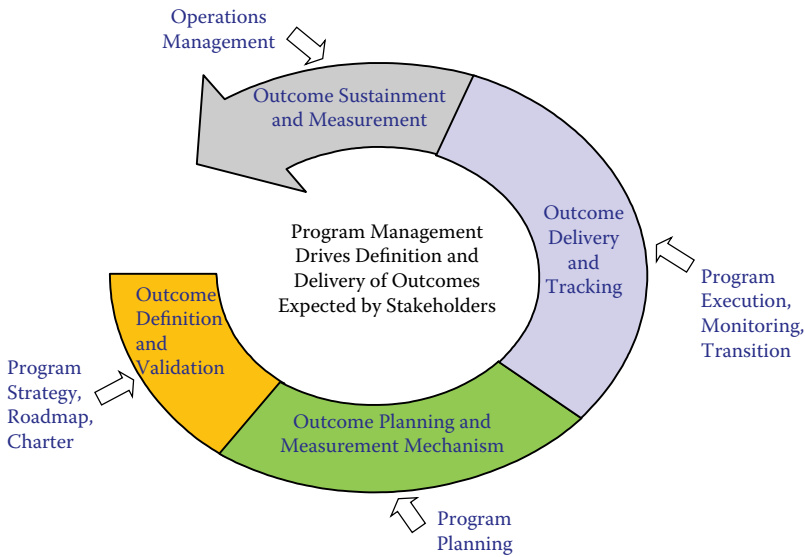 Operations
Management
Outcome Sustainment
and Measurement
Outcome
Delivery
and
Tracking
Program Management
Drives Definition and
Delivery of Outcomes
Expected by Stakeholders
Program
Execution,
Monitoring,
Transition
Outcome
Definition
and
Validation
Program
Strategy,
Roadmap,
Charter
Outcome Planning and
Measurement Mechanism
Program
Planning